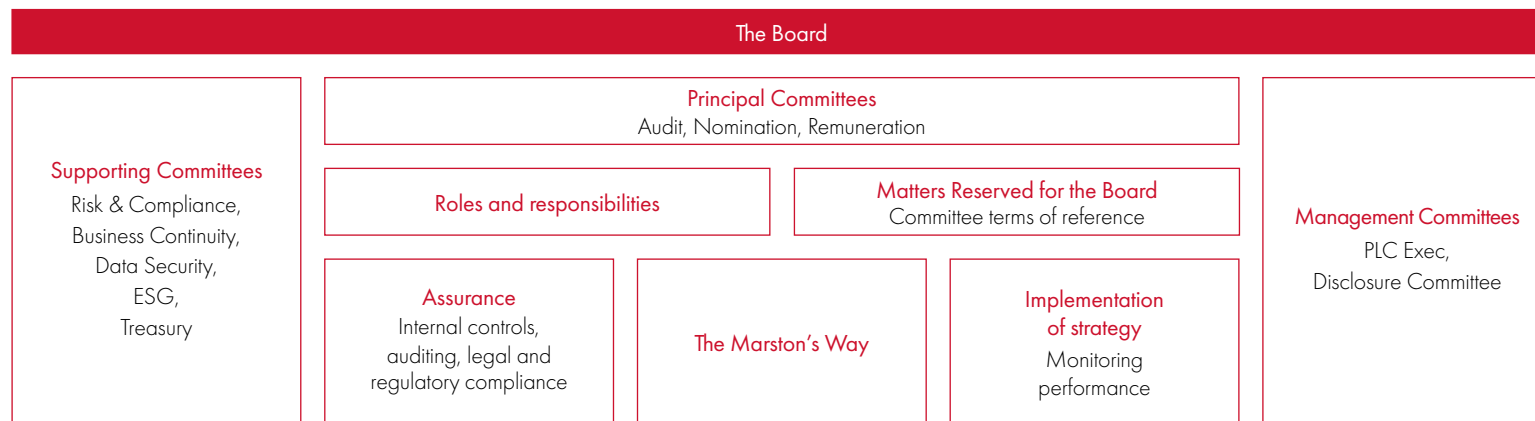 The Board
Supporting Committees
Risk & Compliance,
Business Continuity,
Data Security,
ESG,
Treasury
Principal Committees
Audit, Nomination, Remuneration
Roles and responsibilities
Matters Reserved for the Board
Committee terms of reference
Assurance
Internal controls,
auditing, legal and
regulatory compliance
The Marston’s Way
Implementation
of strategy
Monitoring
performance
Management Committees
PLC Exec,
Disclosure Committee